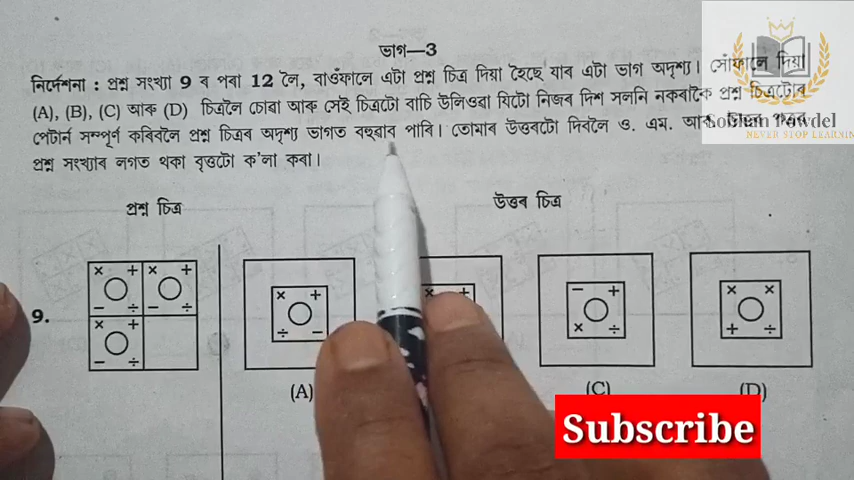 ভাগ—3
নিৰ্দেশনা : প্ৰশ্ন সংখ্যা 9 ৰ পৰা 12 লৈ, বাওঁফালে এটা প্ৰশ্ন চিত্ৰ দিয়া হৈছে যাৰ এটা ভাগ অদৃশ্য। সোঁফালে দিয়া
(A), (B), (C) আৰু (D) চিত্ৰলৈ চোৱা আৰু সেই চিত্ৰটো বাচি উলিওৱা যিটো নিজৰ দিশ সলনি নকৰাকৈ প্ৰশ্ন চিত্ৰটোৰ
পেটাৰ্ন সম্পূৰ্ণ কৰিবলৈ প্ৰশ্ন চিত্ৰৰ অদৃশ্য ভাগত বহুৱাব পাৰি। তোমাৰ উত্তৰটো দিবলৈ ও. এম. আৰ.
প্ৰশ্ন সংখ্যাৰ লগত থকা বৃত্তটো ক'লা কৰা।
প্ৰশ্ন চিত্ৰ
উত্তৰ চিত্ৰ
9.
× + × +
− ÷ − ÷
× +
− ÷
× +
÷ −
× +
− +
× ÷
× ×
+ ÷
(A)
(C)
(D)
Powdel
NEVER STOP LEARNIN
Subscribe